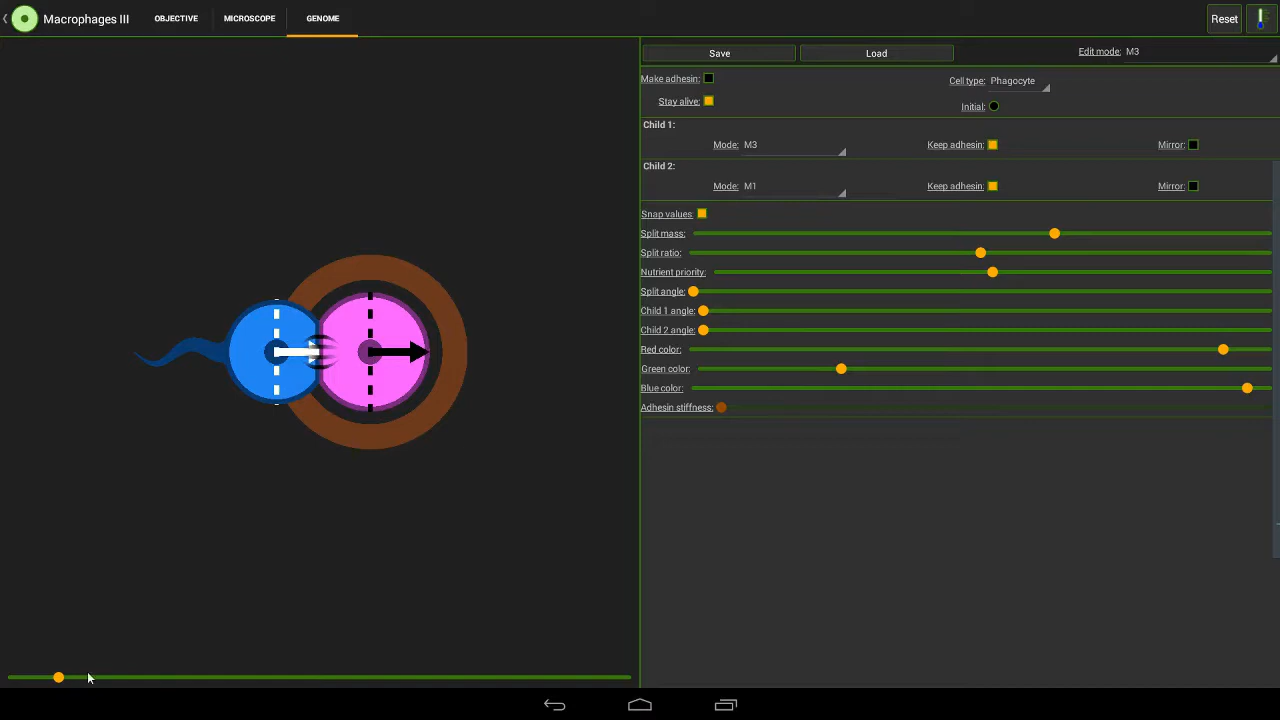 Macrophages III OBJECTIVE MICROSCOPE GENOME Reset
Save Load Edit mode: M3
Make adhesin: Cell type: Phagocyte
Stay alive: Initial:
Child 1:
Mode: M3 Keep adhesin: Mirror:
Child 2:
Mode: M1 Keep adhesin: Mirror:
Snap values:
Split mass:
Split ratio:
Nutrient priority:
Split angle:
Child 1 angle:
Child 2 angle:
Red color:
Green color:
Blue color:
Adhesin stiffness: